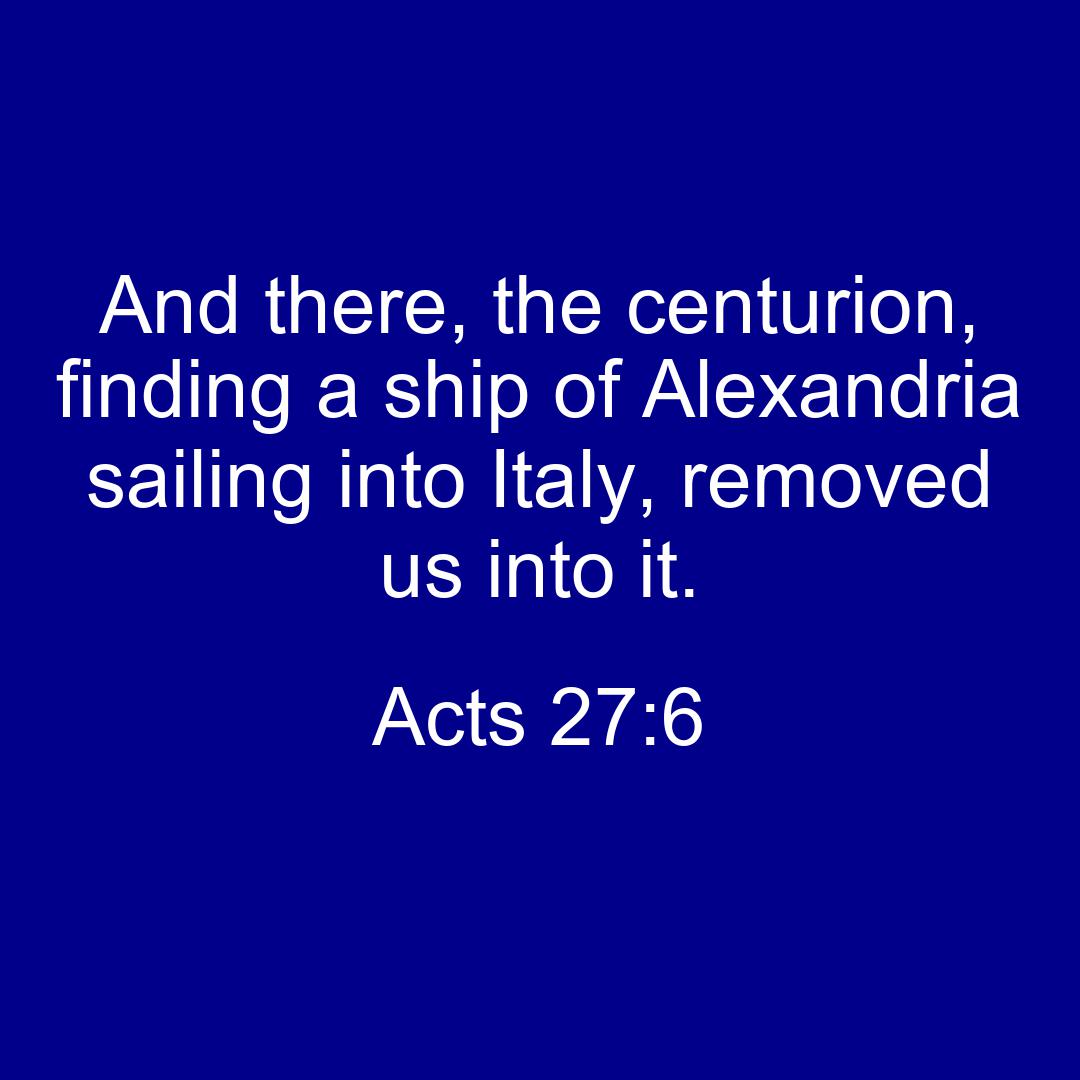 And there, the centurion,
finding a ship of Alexandria
sailing into Italy, removed
us into it.
Acts 27:6